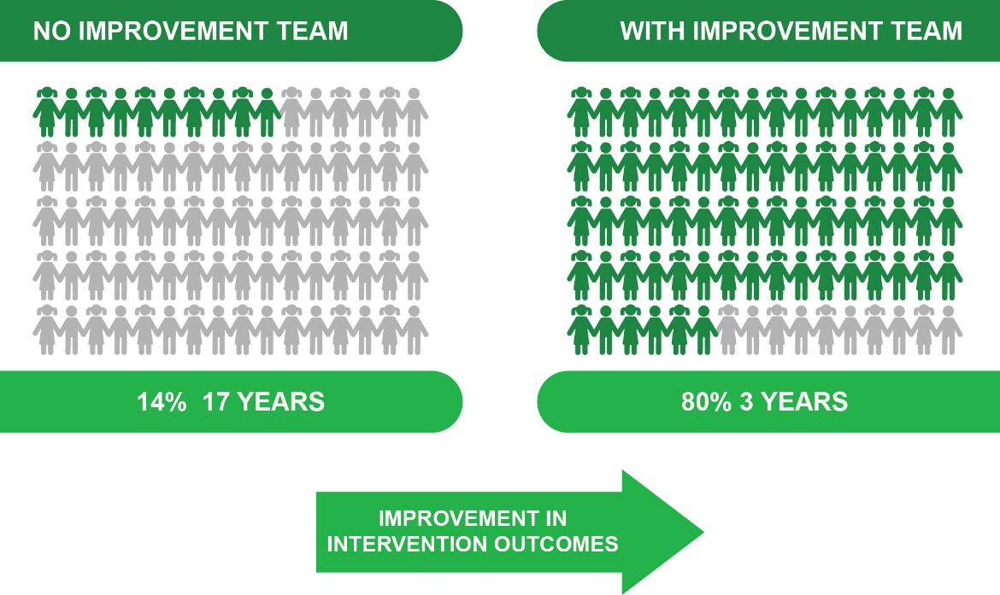 NO IMPROVEMENT TEAM
WITH IMPROVEMENT TEAM
14% 17 YEARS
80% 3 YEARS
IMPROVEMENT IN
INTERVENTION OUTCOMES